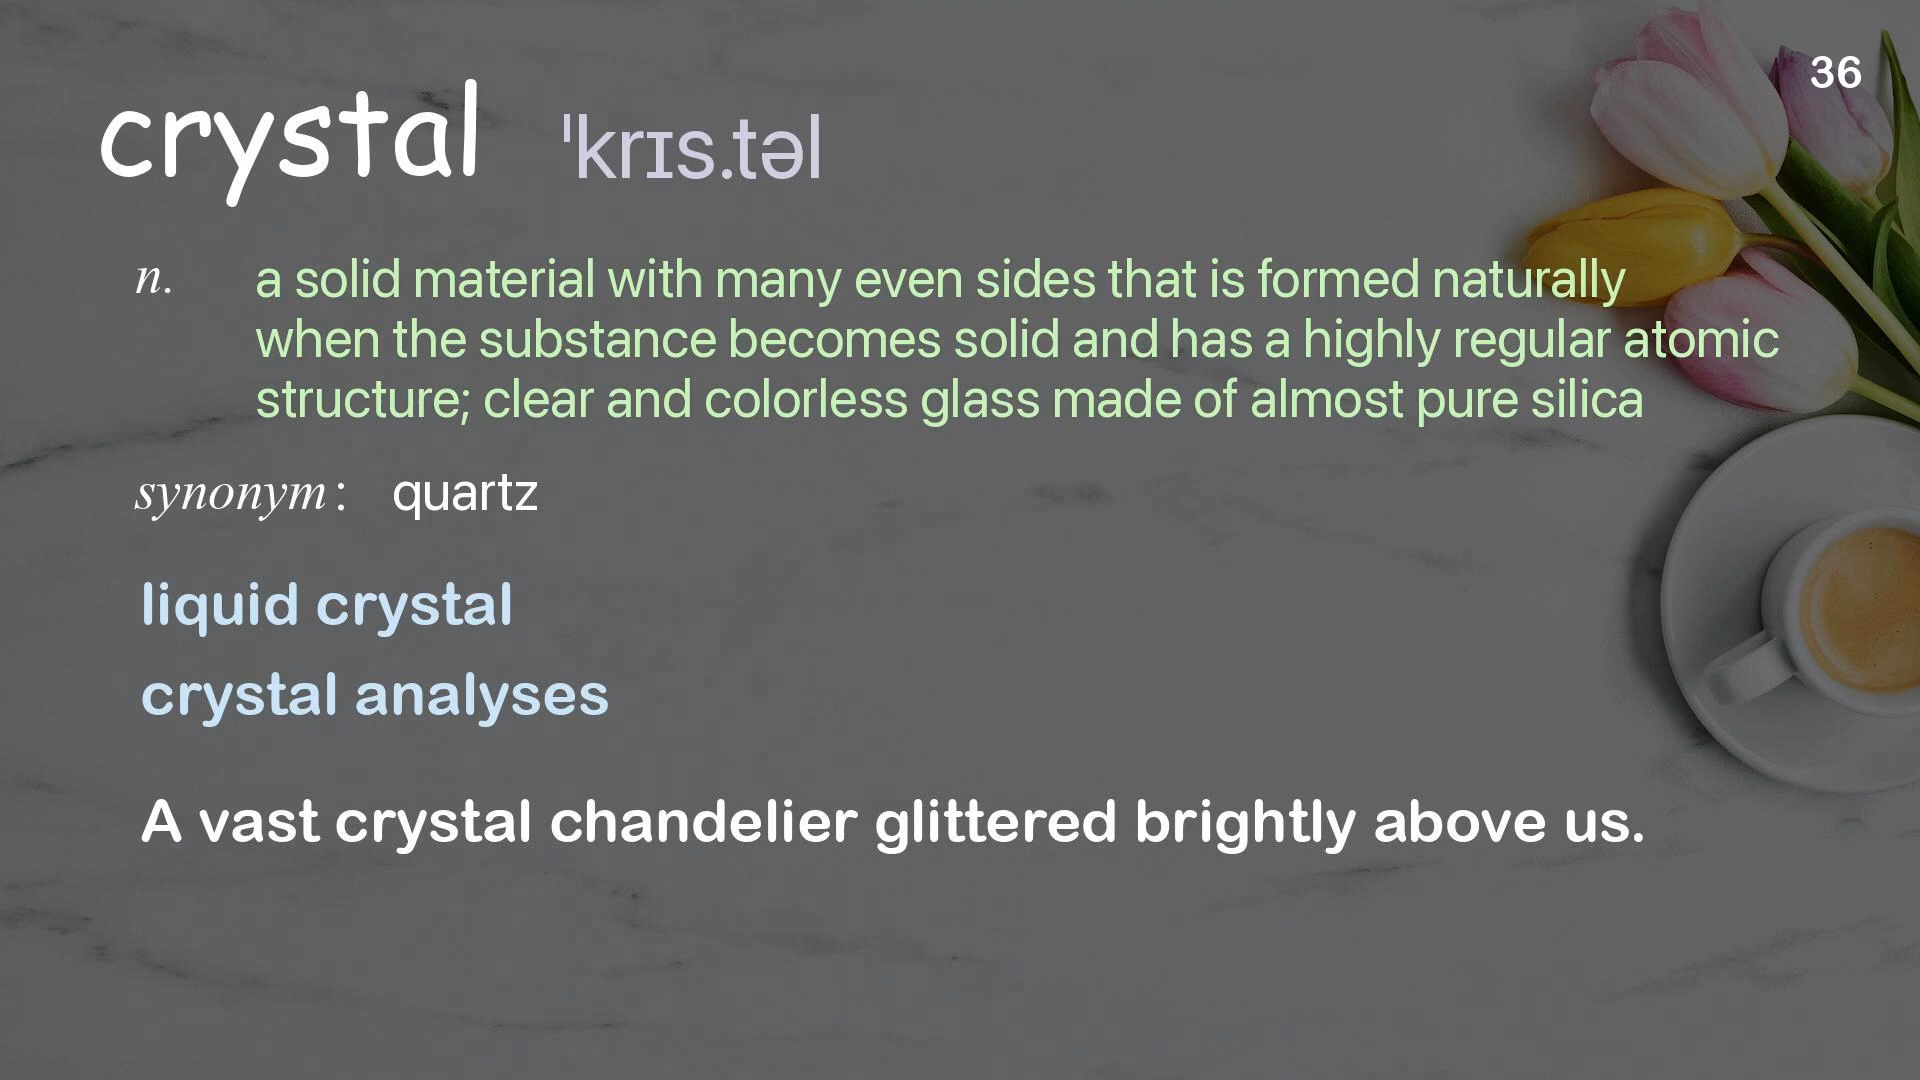 36
crystal ˈkrɪs.təl
n. a solid material with many even sides that is formed naturally
when the substance becomes solid and has a highly regular atomic
structure; clear and colorless glass made of almost pure silica
synonym: quartz
liquid crystal
crystal analyses
A vast crystal chandelier glittered brightly above us.